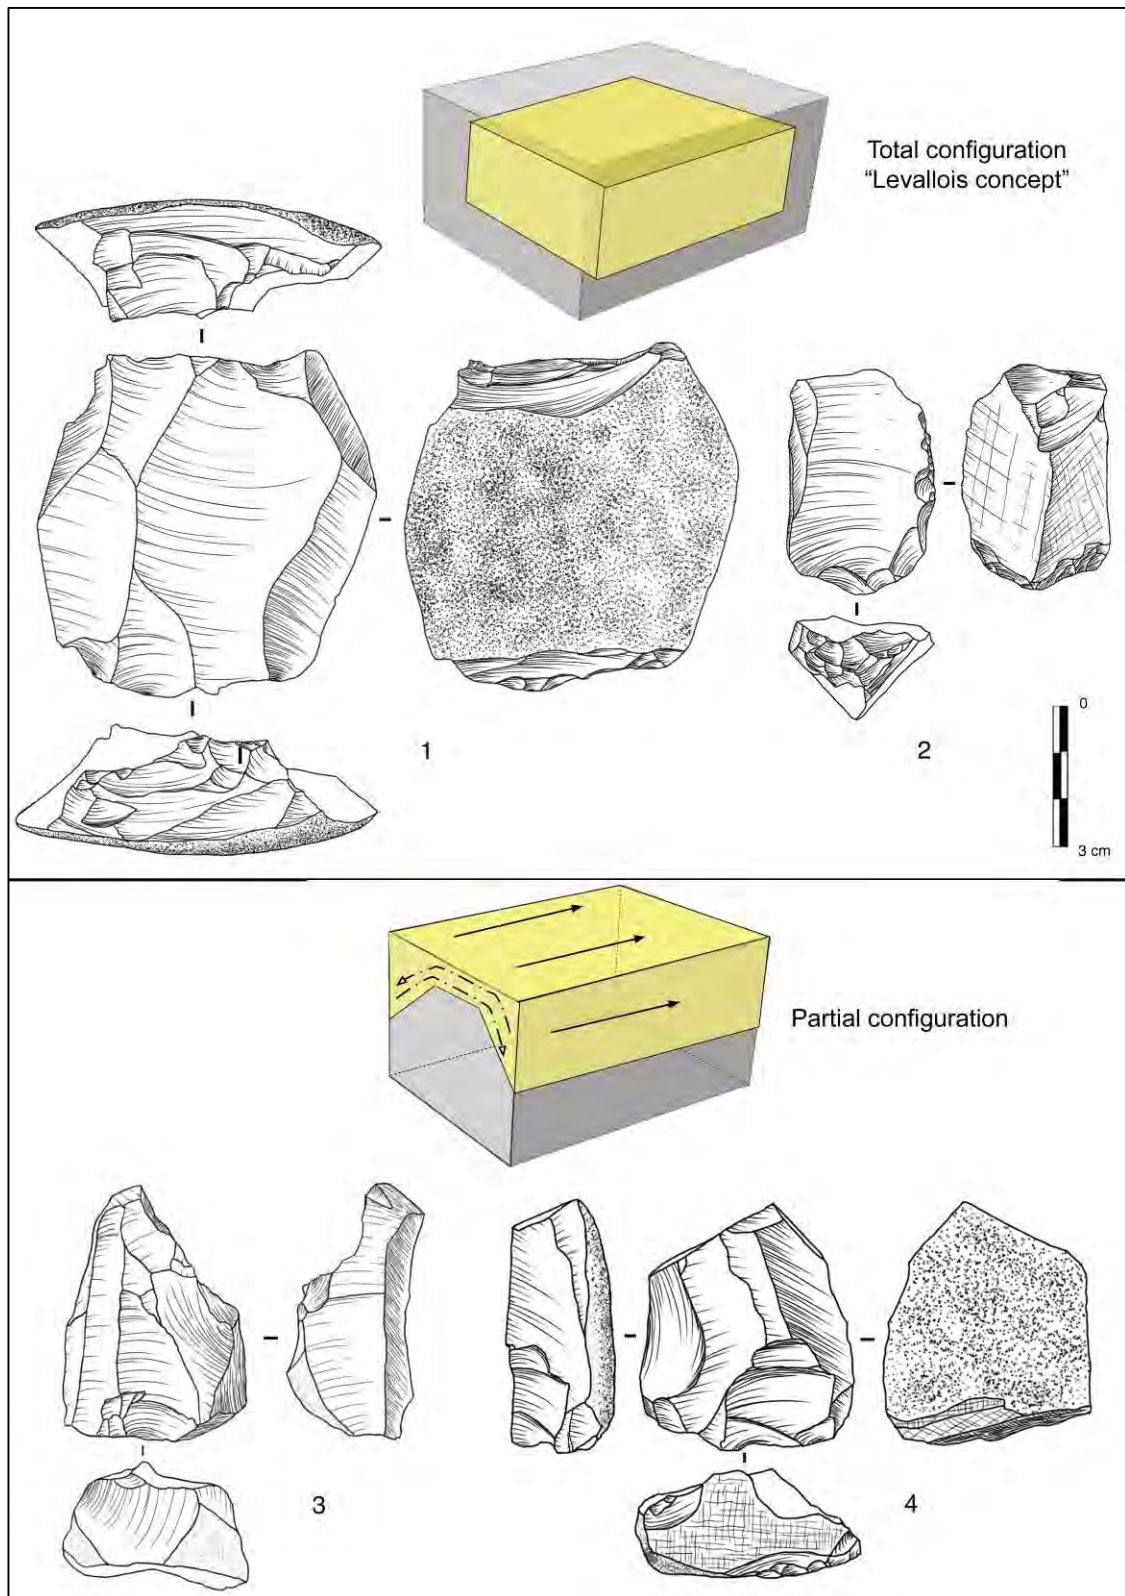 Total configuration
“Levallois concept”
1
2
0
3 cm
Partial configuration
3
4